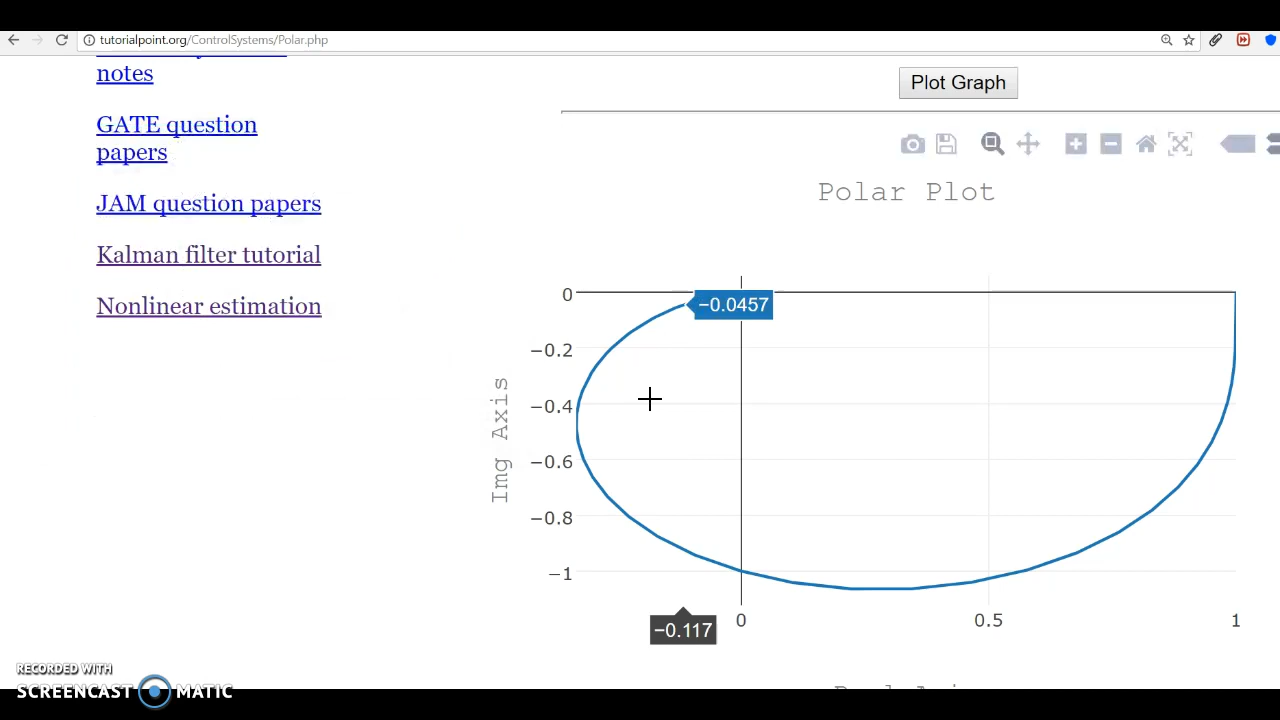 tutorialpoint.org/ControlSystems/Polar.php
notes
GATE question
papers
JAM question papers
Kalman filter tutorial
Nonlinear estimation
Plot Graph
Polar Plot
0
−0.2
−0.4
−0.6
−0.8
−1
Img Axis
−0.0457
−0.117
0
0.5
1
RECORDED WITH
SCREENCAST MATIC